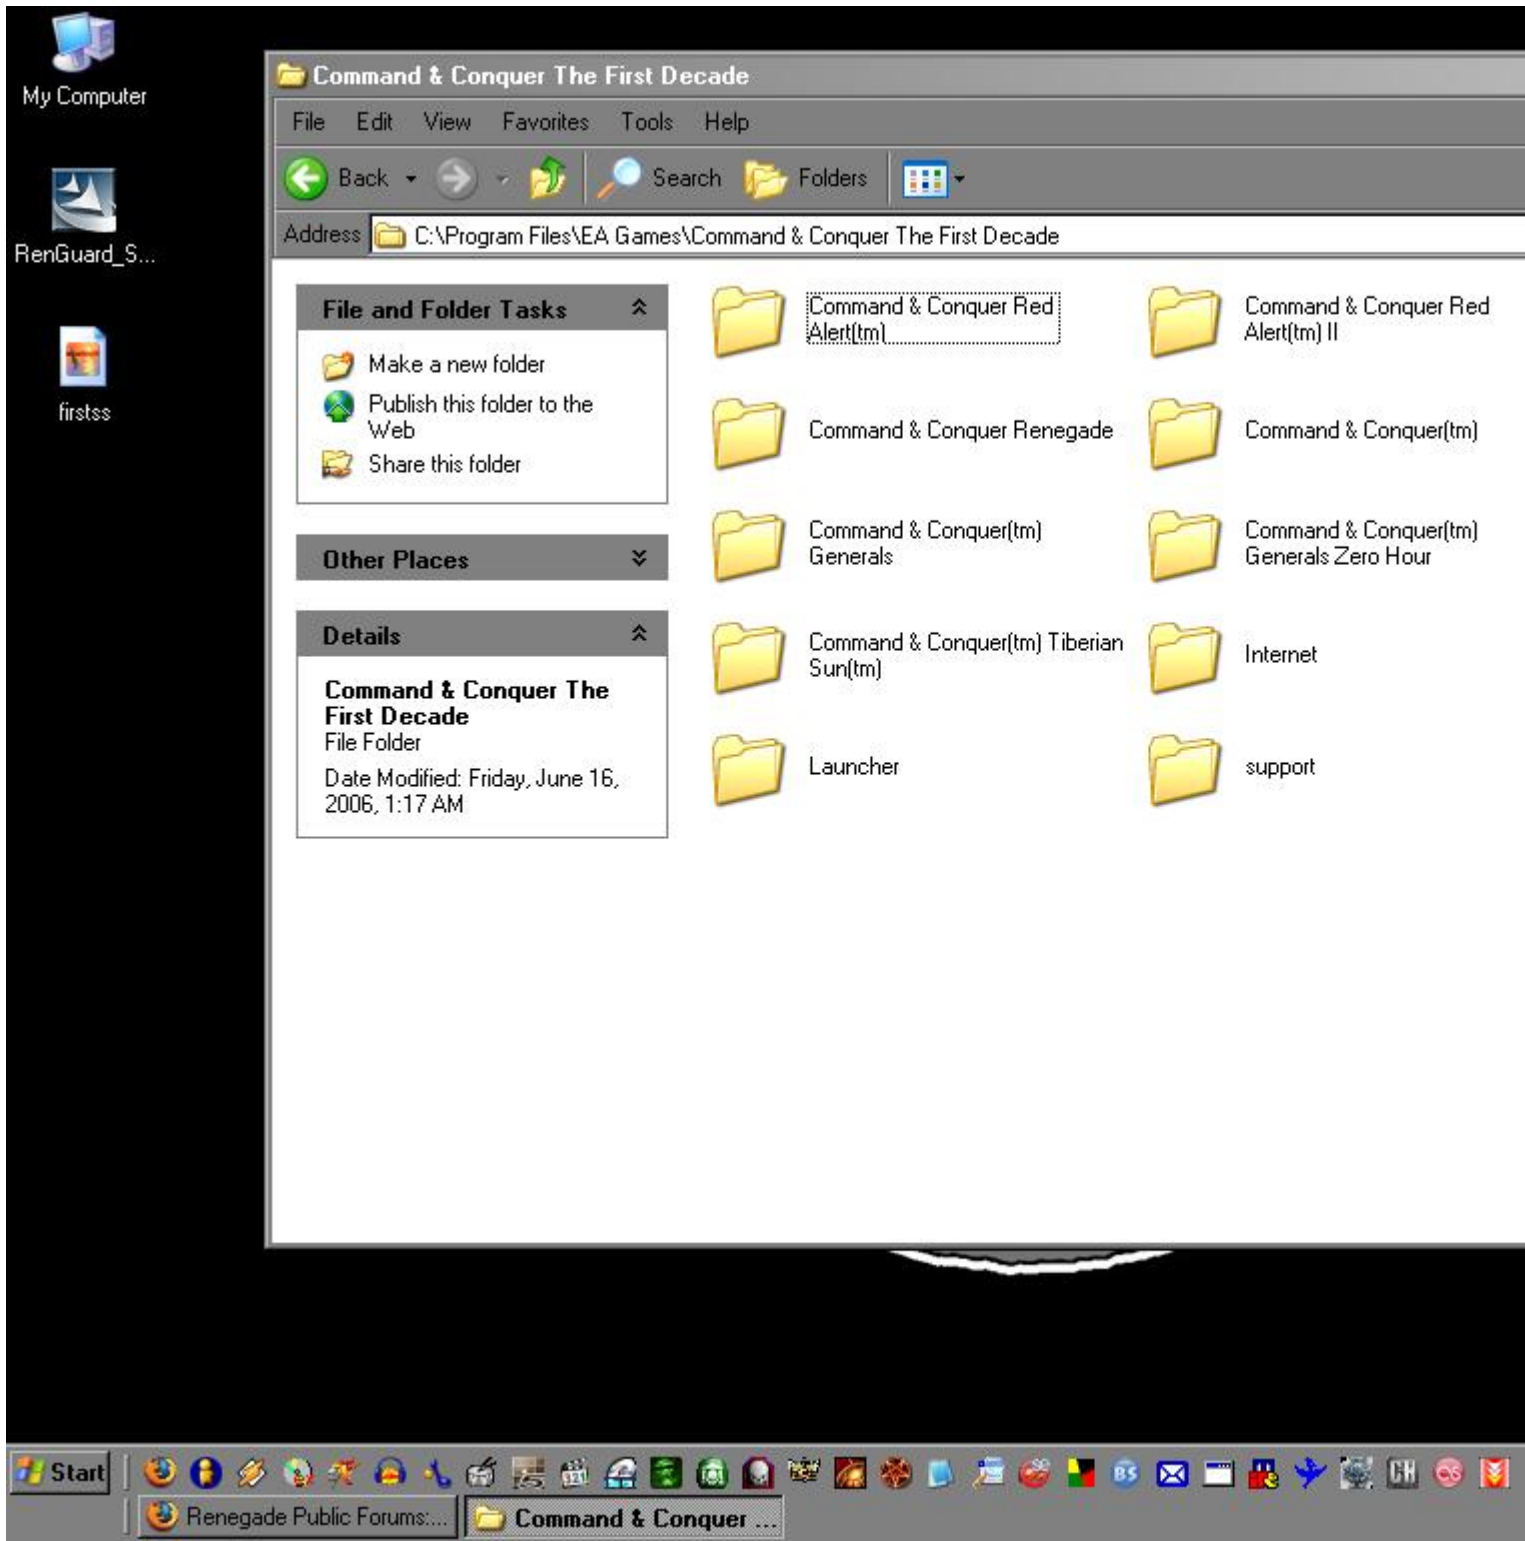 My Computer
RenGuard_S...
firstss
Command & Conquer The First Decade
File Edit View Favorites Tools Help
Back Search Folders
Address C:\Program Files\EA Games\Command & Conquer The First Decade
File and Folder Tasks
Make a new folder
Publish this folder to the
Web
Share this folder
Other Places
Details
Command & Conquer The
First Decade
File Folder
Date Modified: Friday, June 16,
2006, 1:17 AM
Command & Conquer Red
Alert(tm)
Command & Conquer Red
Alert(tm) II
Command & Conquer Renegade
Command & Conquer(tm)
Command & Conquer(tm)
Generals
Command & Conquer(tm)
Generals Zero Hour
Command & Conquer(tm) Tiberian
Sun(tm)
Internet
Launcher
support
Start
BS
Renegade Public Forums:...
Command & Conquer ...